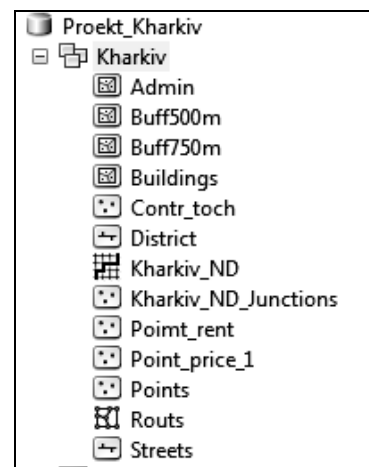 Proekt_Kharkiv
Kharkiv
Admin
Buff500m
Buff750m
Buildings
Contr_toch
District
Kharkiv_ND
Kharkiv_ND_Junctions
Poimt_rent
Point_price_1
Points
Routs
Streets